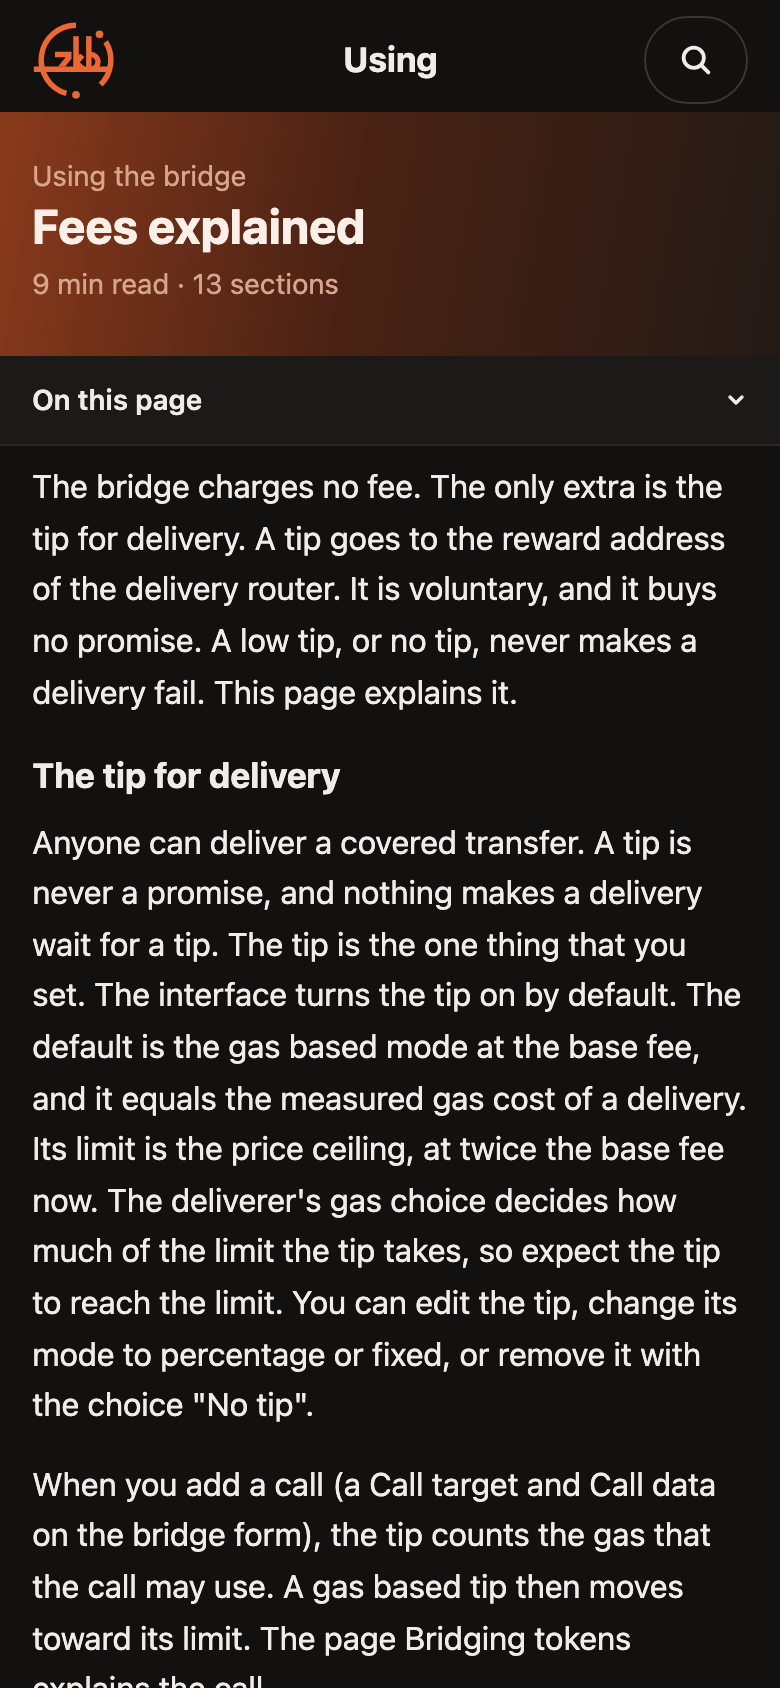 zkb
Using
Using the bridge
Fees explained
9 min read · 13 sections
On this page
The bridge charges no fee. The only extra is the
tip for delivery. A tip goes to the reward address
of the delivery router. It is voluntary, and it buys
no promise. A low tip, or no tip, never makes a
delivery fail. This page explains it.
The tip for delivery
Anyone can deliver a covered transfer. A tip is
never a promise, and nothing makes a delivery
wait for a tip. The tip is the one thing that you
set. The interface turns the tip on by default. The
default is the gas based mode at the base fee,
and it equals the measured gas cost of a delivery.
Its limit is the price ceiling, at twice the base fee
now. The deliverer's gas choice decides how
much of the limit the tip takes, so expect the tip
to reach the limit. You can edit the tip, change its
mode to percentage or fixed, or remove it with
the choice "No tip".
When you add a call (a Call target and Call data
on the bridge form), the tip counts the gas that
the call may use. A gas based tip then moves
toward its limit. The page Bridging tokens
explains the call